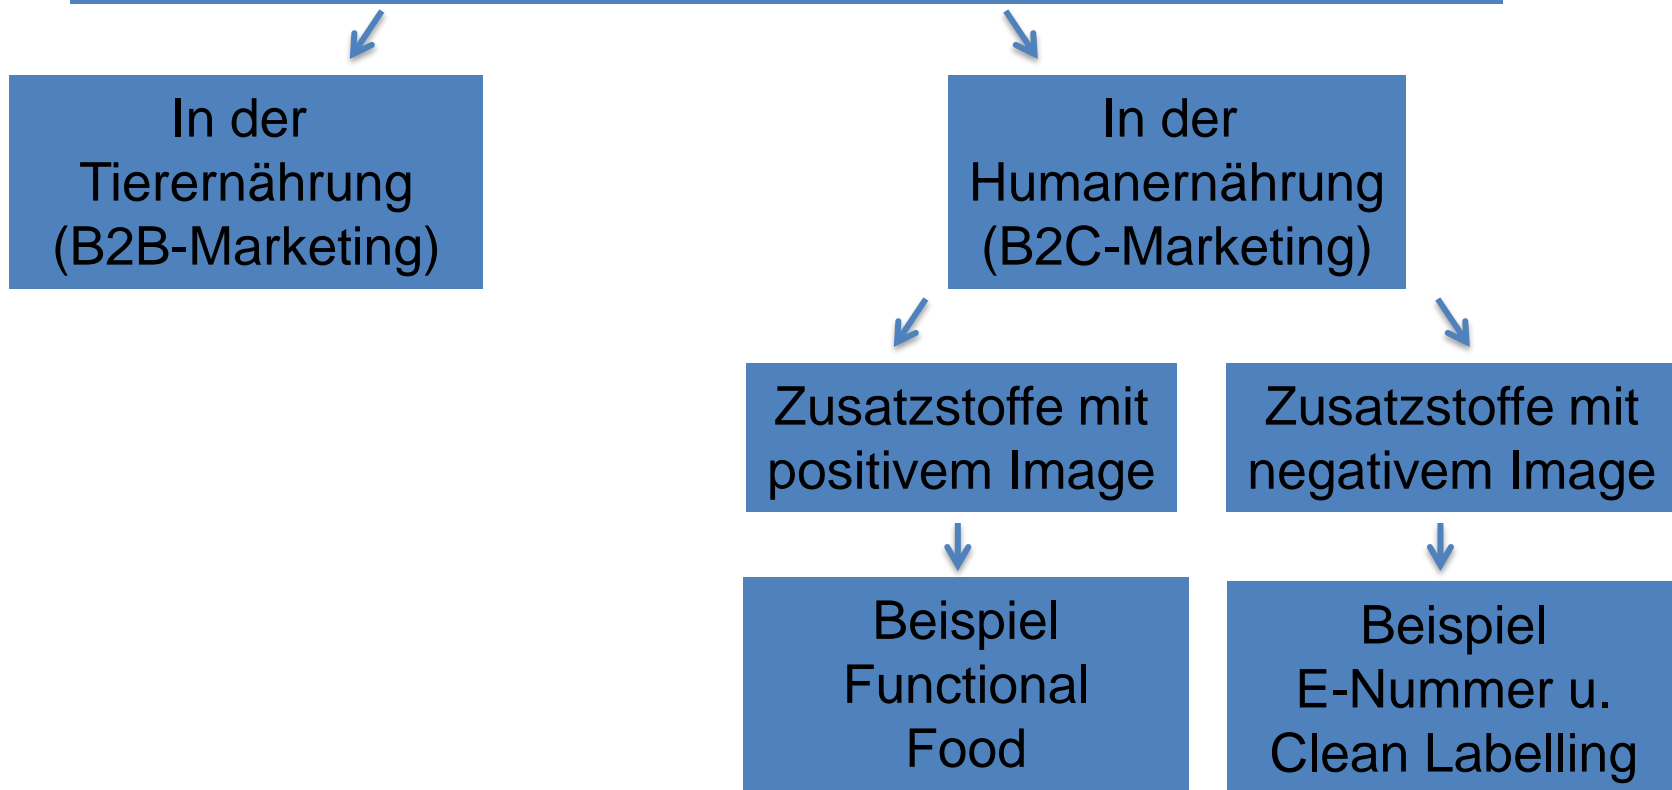 In der
Tierernährung
(B2B-Marketing)
In der
Humanernährung
(B2C-Marketing)
Zusatzstoffe mit
positivem Image
Zusatzstoffe mit
negativem Image
Beispiel
Functional
Food
Beispiel
E-Nummer u.
Clean Labelling